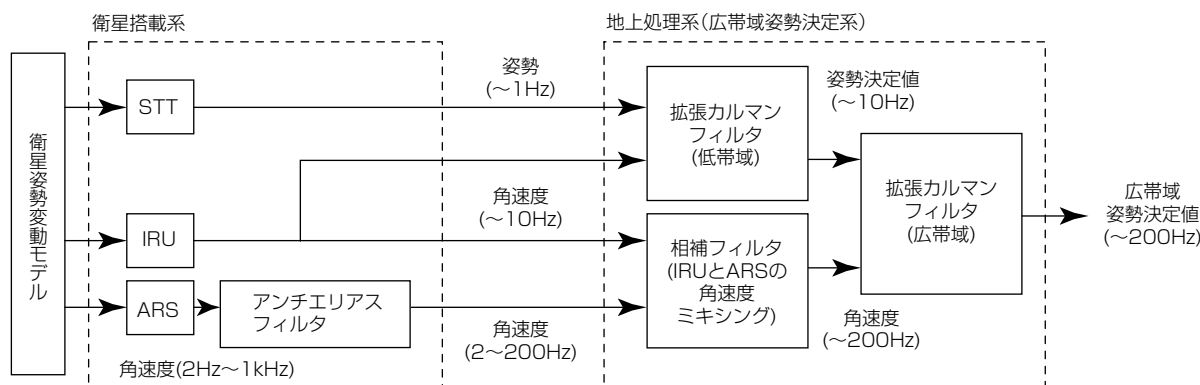 衛星搭載系
地上処理系(広帯域姿勢決定系)
衛星姿勢変動モデル
STT
姿勢
(～1Hz)
拡張カルマン
フィルタ
(低帯域)
姿勢決定値
(～10Hz)
IRU
角速度
(～10Hz)
相補フィルタ
(IRUとARSの
角速度
ミキシング)
拡張カルマン
フィルタ
(広帯域)
広帯域
姿勢決定値
(～200Hz)
ARS
アンチエリアス
フィルタ
角速度
(2～200Hz)
角速度
(～200Hz)
角速度(2Hz～1kHz)